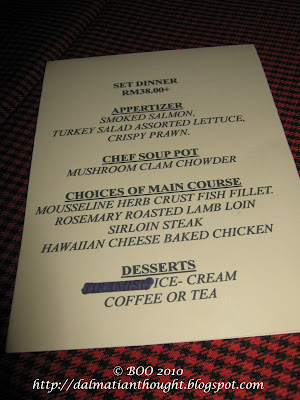 SET DINNER
RM38.00+
APPERTIZER
SMOKED SALMON,
TURKEY SALAD ASSORTED LETTUCE,
CRISPY PRAWN.
CHEF SOUP POT
MUSHROOM CLAM CHOWDER
CHOICES OF MAIN COURSE
MOUSSELINE HERB CRUST FISH FILLET.
ROSEMARY ROASTED LAMB LOIN
SIRLOIN STEAK
HAWAIIAN CHEESE BAKED CHICKEN
DESSERTS
ICE- CREAM
COFFEE OR TEA
© BOO 2010
http://dalmatianthought.blogspot.com